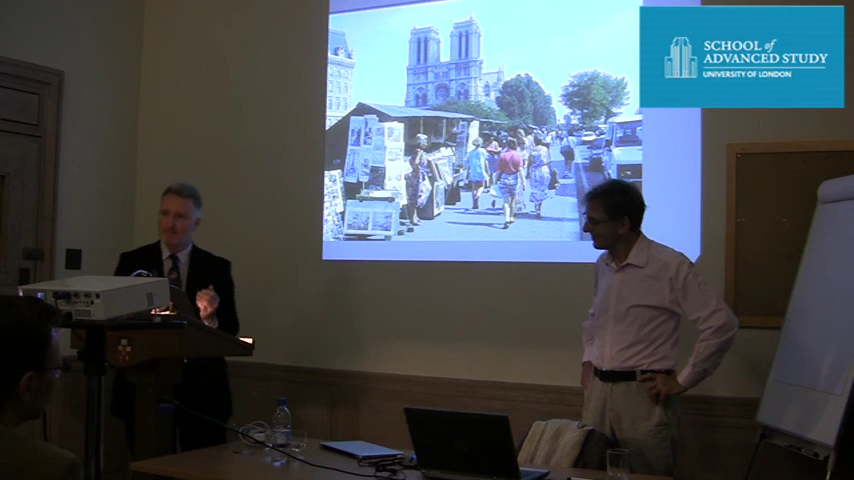 SCHOOL of
ADVANCED STUDY
UNIVERSITY OF LONDON